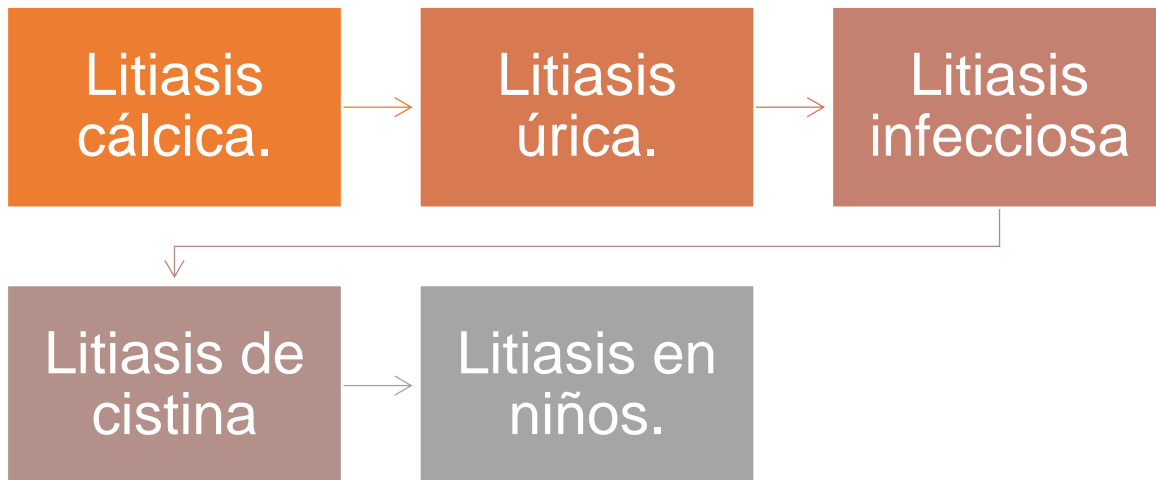 Litiasis
cálcica.
Litiasis
úrica.
Litiasis
infecciosa
Litiasis de
cistina
Litiasis en
niños.